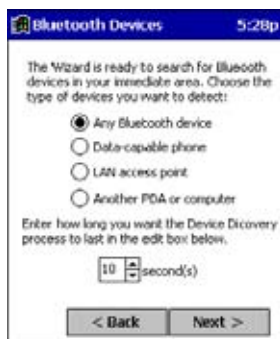 Bluetooth Devices 5:28p
The Wizard is ready to search for Blueooth
devices in your immediate area. Choose the
type of devices you want to detect:
Any Bluetooth device
Data-capable phone
LAN access point
Another PDA or computer
Enter how long you want the Device Dicovery
process to last in the edit box below.
10 second(s)
< Back Next >